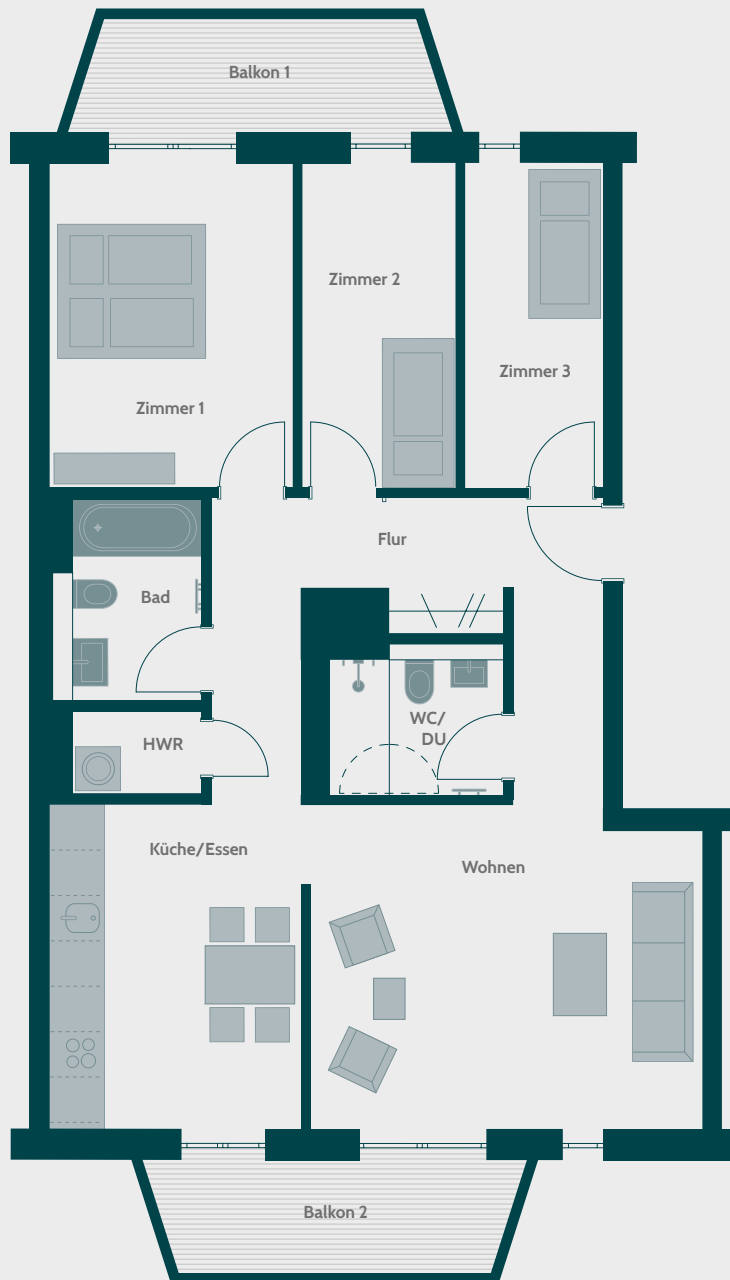 Balkon 1
Zimmer 2
Zimmer 3
Zimmer 1
Flur
Bad
WC/
DU
HWR
Küche/Essen
Wohnen
Balkon 2